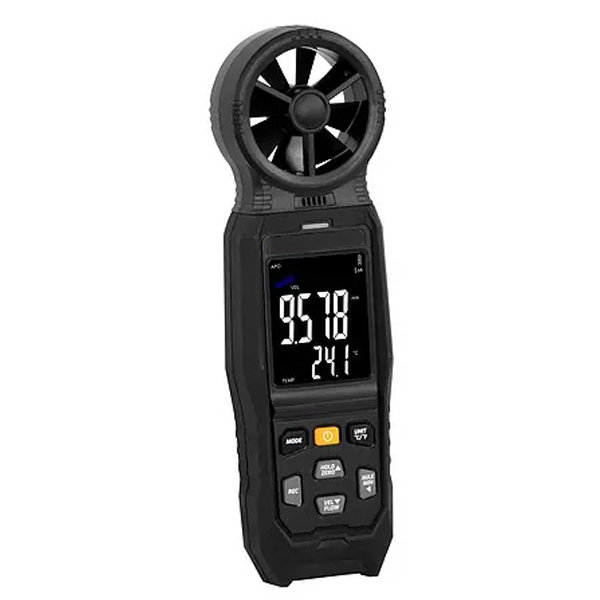 APO
VEL
9.578 m/s
24.1 °C
TEMP
MODE
UNIT
°C/°F
HOLD▲
ZERO
REC
MAX
MIN
◀
VEL▼
FLOW